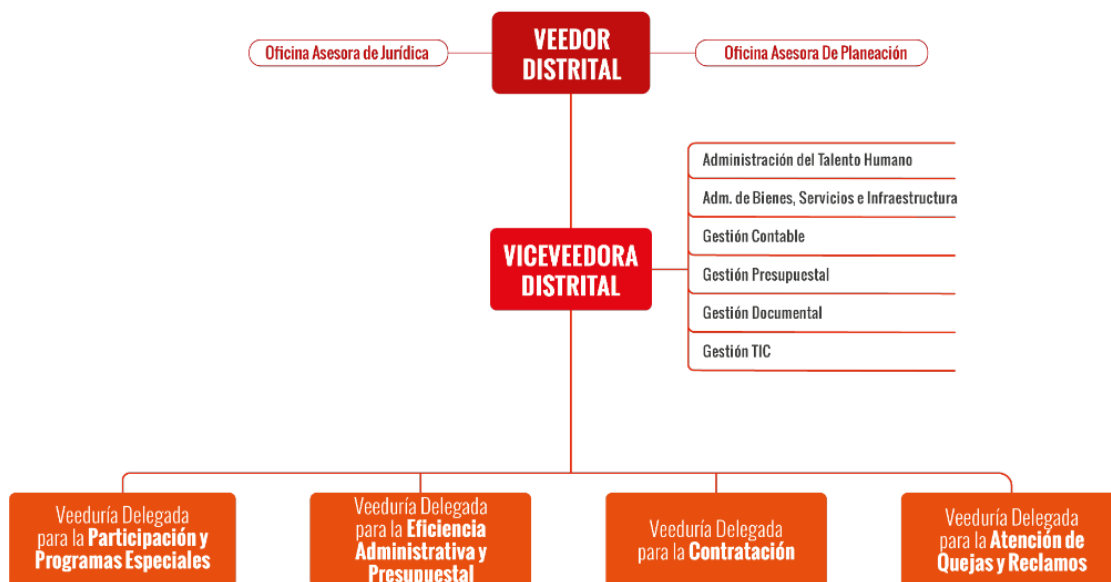 VEEDOR
DISTRITAL
Oficina Asesora de Jurídica
Oficina Asesora De Planeación
Administración del Talento Humano
Adm. de Bienes, Servicios e Infraestructura
Gestión Contable
Gestión Presupuestal
Gestión Documental
Gestión TIC
VICEVEEDORA
DISTRITAL
Veeduría Delegada
para la Participación y
Programas Especiales
Veeduría Delegada
para la Eficiencia
Administrativa y
Presupuestal
Veeduría Delegada
para la Contratación
Veeduría Delegada
para la Atención de
Quejas y Reclamos